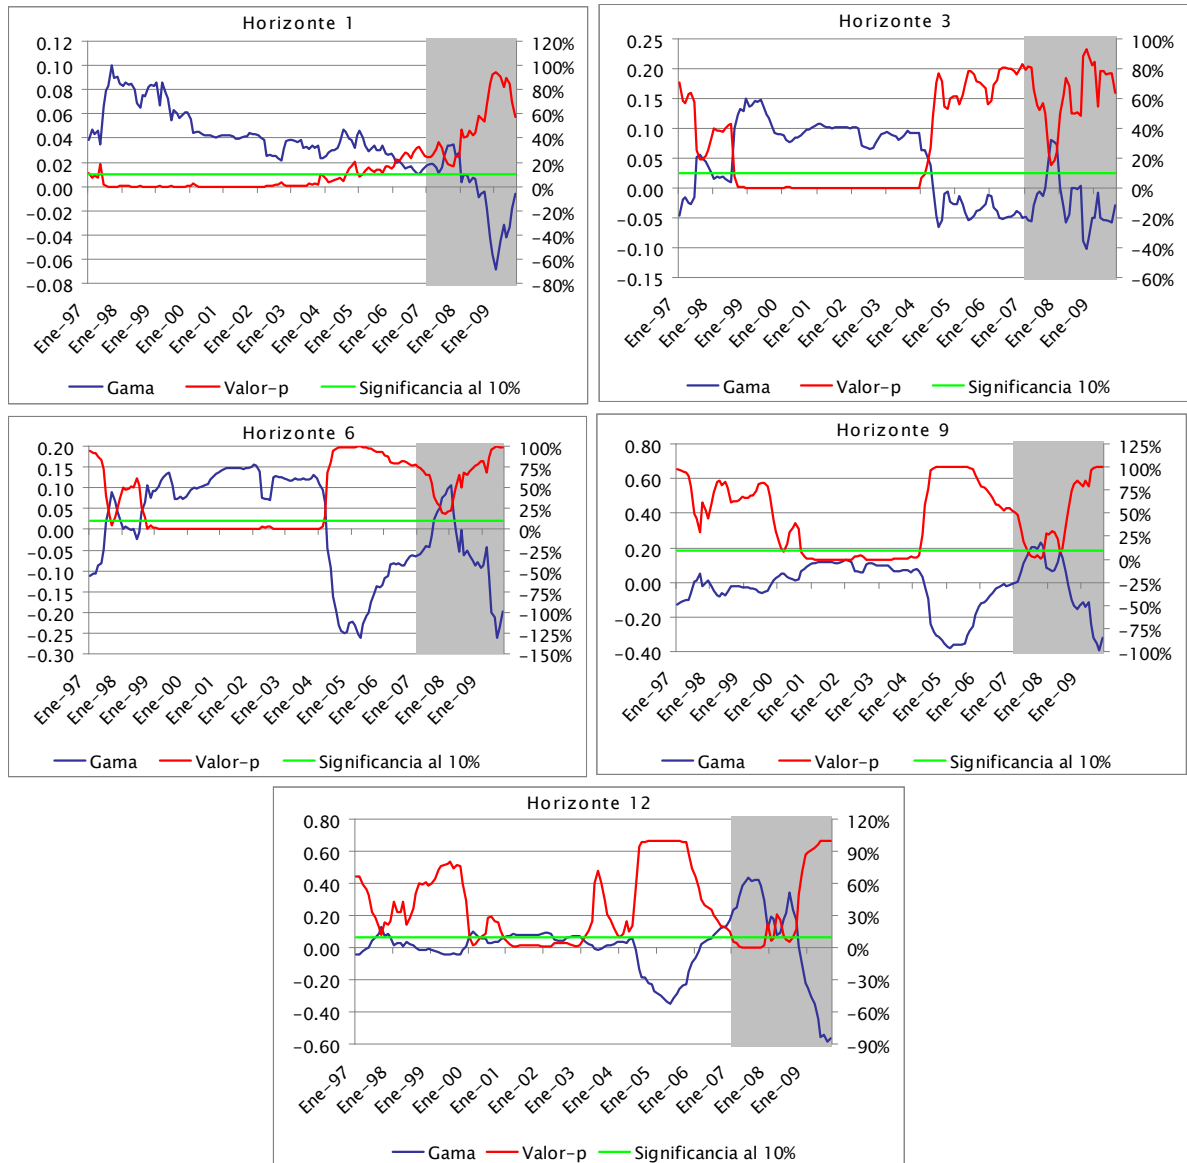 Horizonte 1
0.12
0.10
0.08
0.06
0.04
0.02
0.00
−0.02
−0.04
−0.06
−0.08
120%
100%
80%
60%
40%
20%
0%
−20%
−40%
−60%
−80%
Ene−97
Ene−98
Ene−99
Ene−00
Ene−01
Ene−02
Ene−03
Ene−04
Ene−05
Ene−06
Ene−07
Ene−08
Ene−09
Gama Valor−p Significancia al 10%
Horizonte 3
0.25
0.20
0.15
0.10
0.05
0.00
−0.05
−0.10
−0.15
100%
80%
60%
40%
20%
0%
−20%
−40%
−60%
Ene−97
Ene−98
Ene−99
Ene−00
Ene−01
Ene−02
Ene−03
Ene−04
Ene−05
Ene−06
Ene−07
Ene−08
Ene−09
Gama Valor−p Significancia al 10%
Horizonte 6
0.20
0.15
0.10
0.05
0.00
−0.05
−0.10
−0.15
−0.20
−0.25
−0.30
100%
75%
50%
25%
0%
−25%
−50%
−75%
−100%
−125%
−150%
Ene−97
Ene−98
Ene−99
Ene−00
Ene−01
Ene−02
Ene−03
Ene−04
Ene−05
Ene−06
Ene−07
Ene−08
Ene−09
Gama Valor−p Significancia al 10%
Horizonte 9
0.80
0.60
0.40
0.20
0.00
−0.20
−0.40
125%
100%
75%
50%
25%
0%
−25%
−50%
−75%
−100%
Ene−97
Ene−98
Ene−99
Ene−00
Ene−01
Ene−02
Ene−03
Ene−04
Ene−05
Ene−06
Ene−07
Ene−08
Ene−09
Gama Valor−p Significancia al 10%
Horizonte 12
0.80
0.60
0.40
0.20
0.00
−0.20
−0.40
−0.60
120%
90%
60%
30%
0%
−30%
−60%
−90%
Ene−97
Ene−98
Ene−99
Ene−00
Ene−01
Ene−02
Ene−03
Ene−04
Ene−05
Ene−06
Ene−07
Ene−08
Ene−09
Gama Valor−p Significancia al 10%